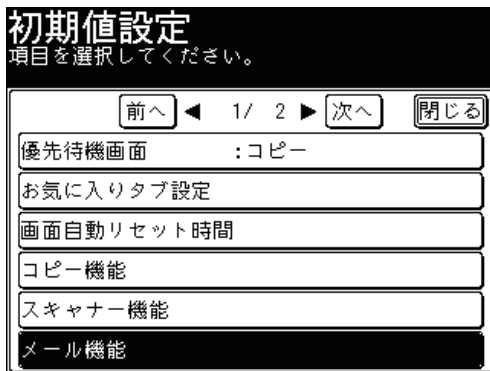 初期値設定
項目を選択してください。
前へ ◀ 1/ 2 ▶ 次へ 閉じる
優先待機画面 :コピー
お気に入りタブ設定
画面自動リセット時間
コピー機能
スキャナー機能
メール機能